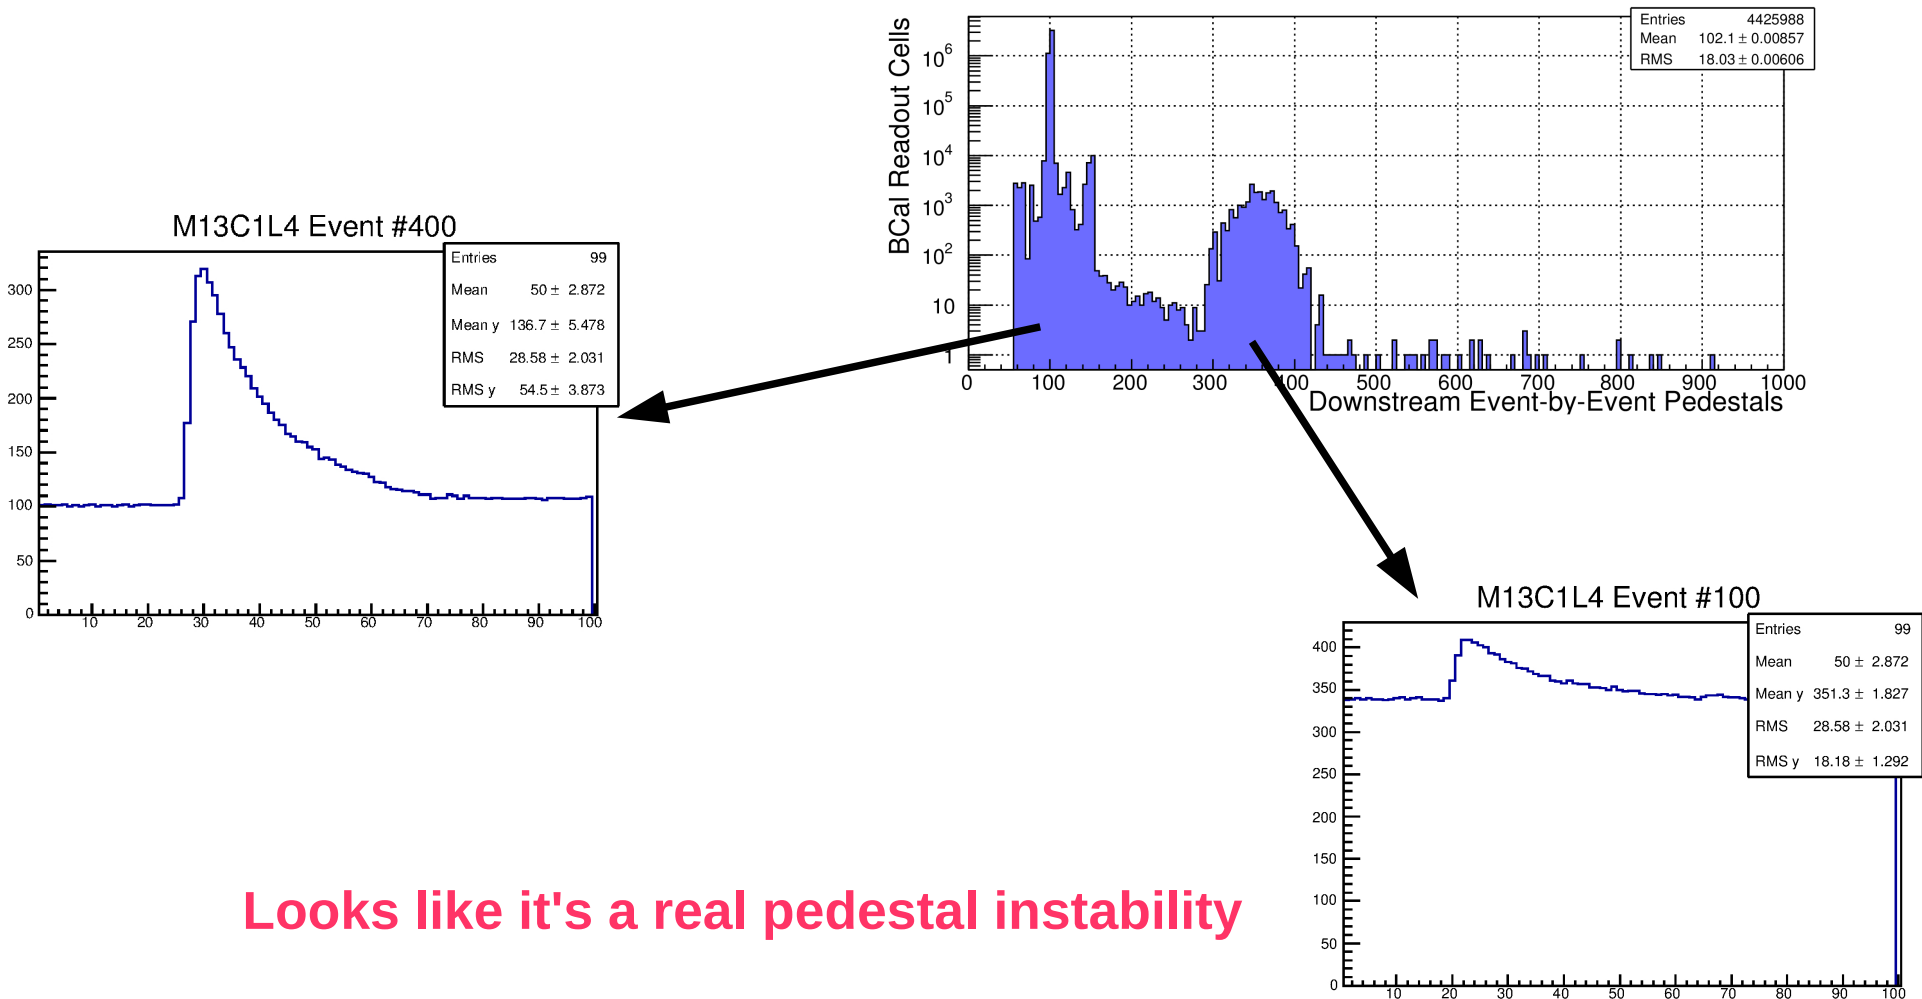 BCal Readout Cells
Entries 4425988
Mean 102.1 ± 0.00857
RMS 18.03 ± 0.00606
10^6
10^5
10^4
10^3
10^2
10
1
0 100 200 300 400 500 600 700 800 900 1000
Downstream Event-by-Event Pedestals
M13C1L4 Event #400
Entries 99
Mean 50 ± 2.872
Mean y 136.7 ± 5.478
RMS 28.58 ± 2.031
RMS y 54.5 ± 3.873
300
250
200
150
100
50
0
10 20 30 40 50 60 70 80 90 100
M13C1L4 Event #100
Entries 99
Mean 50 ± 2.872
Mean y 351.3 ± 1.827
RMS 28.58 ± 2.031
RMS y 18.18 ± 1.292
400
350
300
250
200
150
100
50
0
10 20 30 40 50 60 70 80 90 100
Looks like it's a real pedestal instability